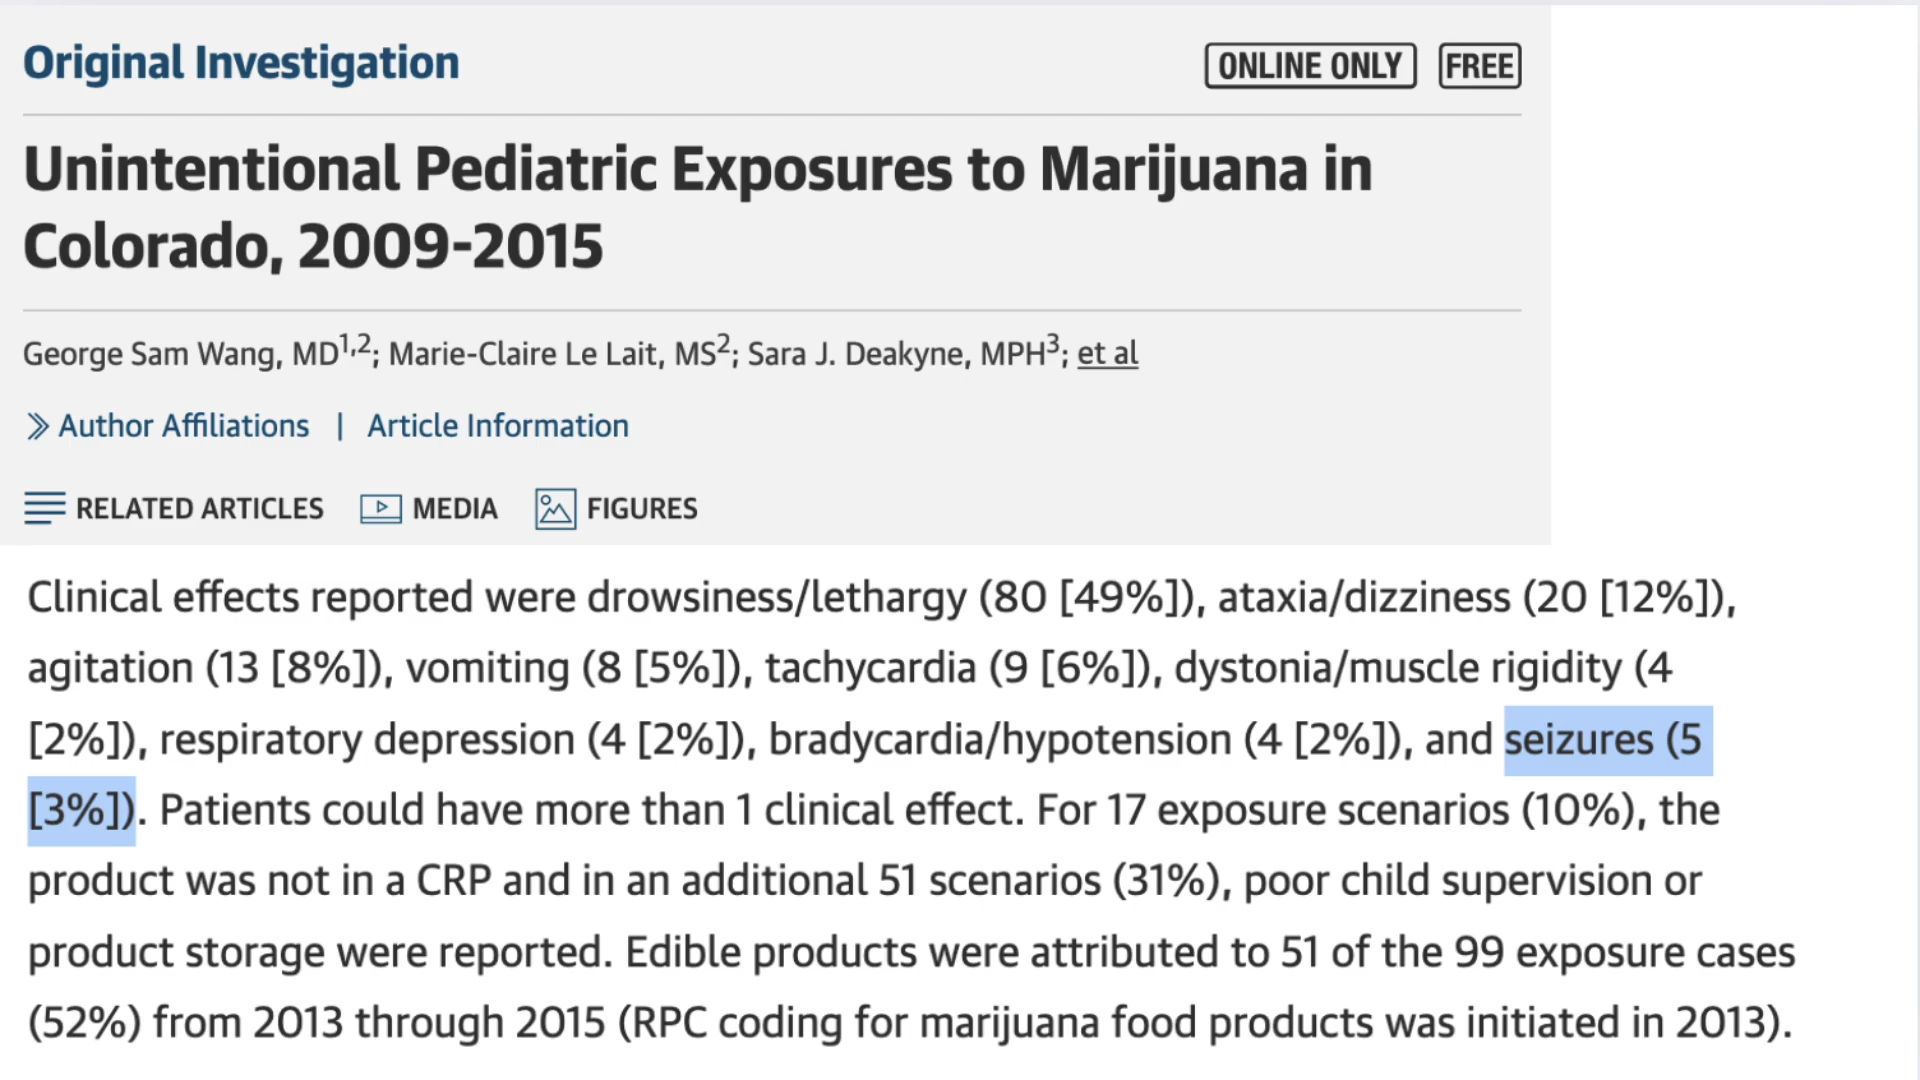 Original Investigation
ONLINE ONLY FREE
Unintentional Pediatric Exposures to Marijuana in
Colorado, 2009-2015
George Sam Wang, MD1,2; Marie-Claire Le Lait, MS2; Sara J. Deakyne, MPH3; et al
Author Affiliations | Article Information
RELATED ARTICLES MEDIA FIGURES
Clinical effects reported were drowsiness/lethargy (80 [49%]), ataxia/dizziness (20 [12%]),
agitation (13 [8%]), vomiting (8 [5%]), tachycardia (9 [6%]), dystonia/muscle rigidity (4
[2%]), respiratory depression (4 [2%]), bradycardia/hypotension (4 [2%]), and seizures (5
[3%]). Patients could have more than 1 clinical effect. For 17 exposure scenarios (10%), the
product was not in a CRP and in an additional 51 scenarios (31%), poor child supervision or
product storage were reported. Edible products were attributed to 51 of the 99 exposure cases
(52%) from 2013 through 2015 (RPC coding for marijuana food products was initiated in 2013).